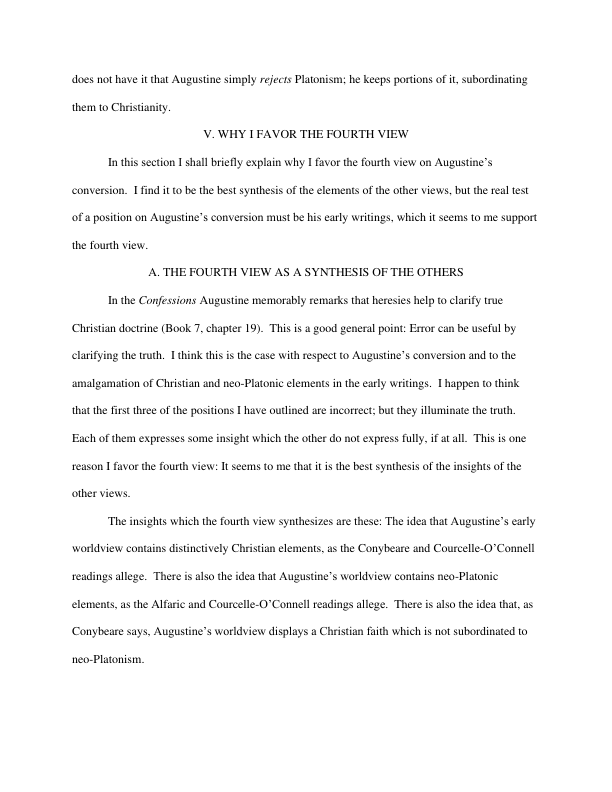 does not have it that Augustine simply rejects Platonism; he keeps portions of it, subordinating
them to Christianity.
V. WHY I FAVOR THE FOURTH VIEW
In this section I shall briefly explain why I favor the fourth view on Augustine's
conversion.  I find it to be the best synthesis of the elements of the other views, but the real test
of a position on Augustine's conversion must be his early writings, which it seems to me support
the fourth view.
A. THE FOURTH VIEW AS A SYNTHESIS OF THE OTHERS
In the Confessions Augustine memorably remarks that heresies help to clarify true
Christian doctrine (Book 7, chapter 19).  This is a good general point: Error can be useful by
clarifying the truth.  I think this is the case with respect to Augustine's conversion and to the
amalgamation of Christian and neo-Platonic elements in the early writings.  I happen to think
that the first three of the positions I have outlined are incorrect; but they illuminate the truth.
Each of them expresses some insight which the other do not express fully, if at all.  This is one
reason I favor the fourth view: It seems to me that it is the best synthesis of the insights of the
other views.
The insights which the fourth view synthesizes are these: The idea that Augustine's early
worldview contains distinctively Christian elements, as the Conybeare and Courcelle-O'Connell
readings allege.  There is also the idea that Augustine's worldview contains neo-Platonic
elements, as the Alfaric and Courcelle-O'Connell readings allege.  There is also the idea that, as
Conybeare says, Augustine's worldview displays a Christian faith which is not subordinated to
neo-Platonism.